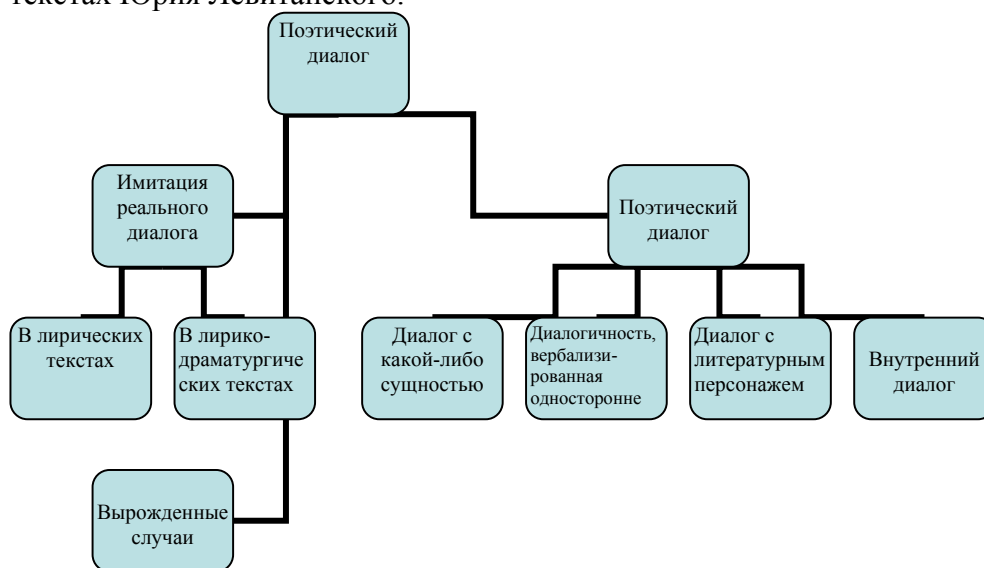 текстах Юрия Левитанского.
Поэтический
диалог
Имитация
реального
диалога
Поэтический
диалог
В лирических
текстах
В лирико-
драматургиче
ских текстах
Диалог с
какой-либо
сущностью
Диалогичность,
вербализи-
рованная
односторонне
Диалог с
литературным
персонажем
Внутренний
диалог
Вырожденные
случаи